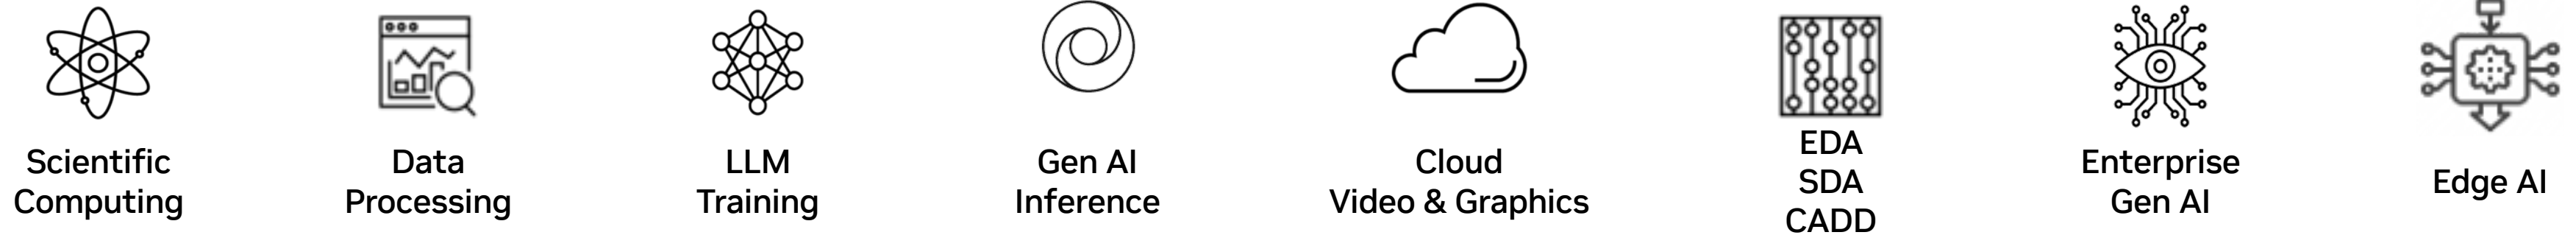 Scientific
Computing
Data
Processing
LLM
Training
Gen AI
Inference
Cloud
Video & Graphics
EDA
SDA
CADD
Enterprise
Gen AI
Edge AI